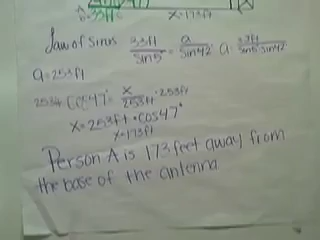 33ft x=173ft
Law of Sines 33ft/sin5 = a/sin42 a= 33ft/sin5·sin42
a=253ft
253ft cos47°= x/253ft ·253ft
x=253ft·cos47°
x=173ft
Person A is 173 feet away from
the base of the antenna